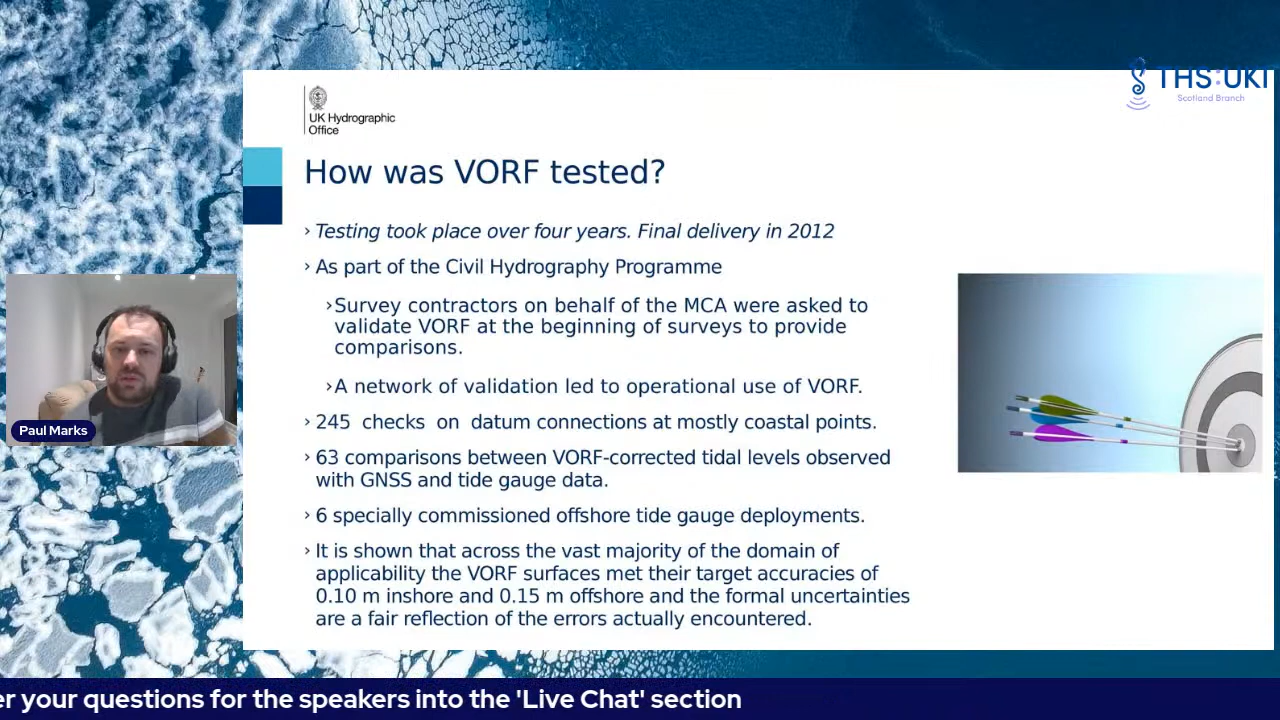 THS:UKI
Scotland Branch
UK Hydrographic
Office
How was VORF tested?
› Testing took place over four years. Final delivery in 2012
› As part of the Civil Hydrography Programme
› Survey contractors on behalf of the MCA were asked to
validate VORF at the beginning of surveys to provide
comparisons.
› A network of validation led to operational use of VORF.
› 245 checks on datum connections at mostly coastal points.
› 63 comparisons between VORF-corrected tidal levels observed
with GNSS and tide gauge data.
› 6 specially commissioned offshore tide gauge deployments.
› It is shown that across the vast majority of the domain of
applicability the VORF surfaces met their target accuracies of
0.10 m inshore and 0.15 m offshore and the formal uncertainties
are a fair reflection of the errors actually encountered.
Paul Marks
er your questions for the speakers into the 'Live Chat' section